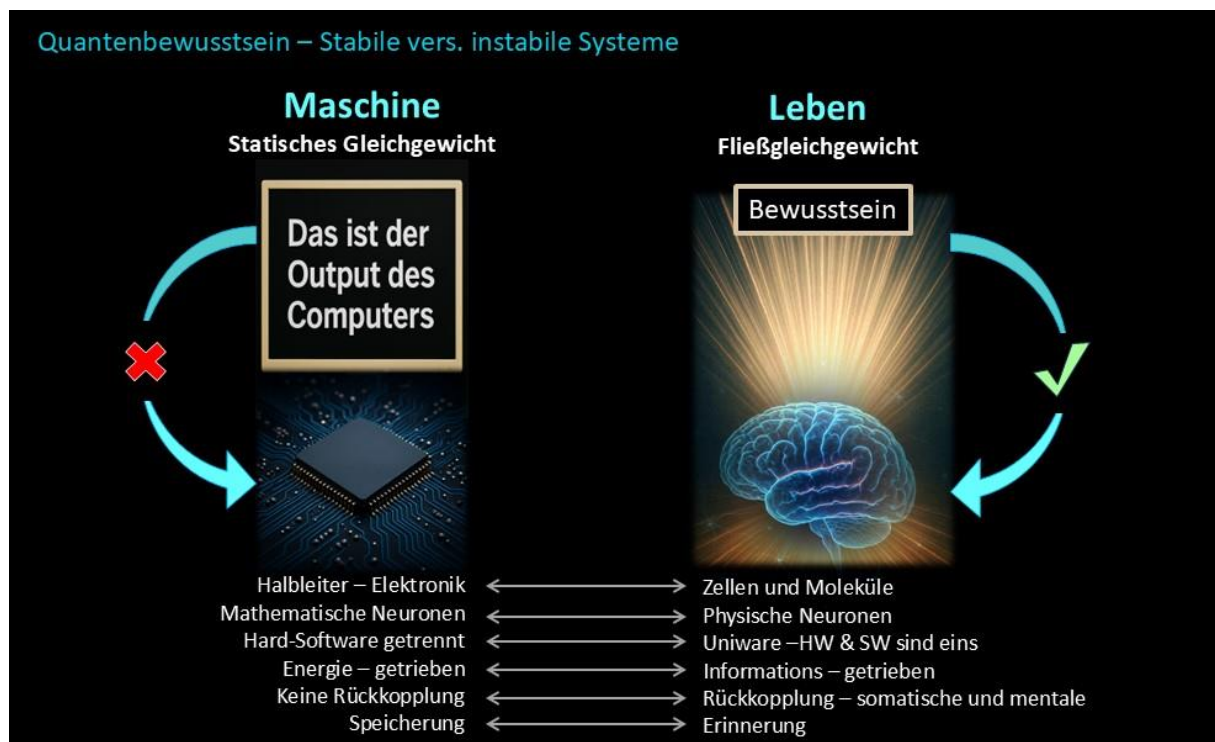 Quantenbewusstsein – Stabile vers. instabile Systeme
Maschine
Statisches Gleichgewicht
Das ist der
Output des
Computers
Leben
Fließgleichgewicht
Bewusstsein
Halbleiter – Elektronik
Zellen und Moleküle
Mathematische Neuronen
Physische Neuronen
Hard-Software getrennt
Uniware –HW & SW sind eins
Energie – getrieben
Informations – getrieben
Keine Rückkopplung
Rückkopplung – somatische und mentale
Speicherung
Erinnerung